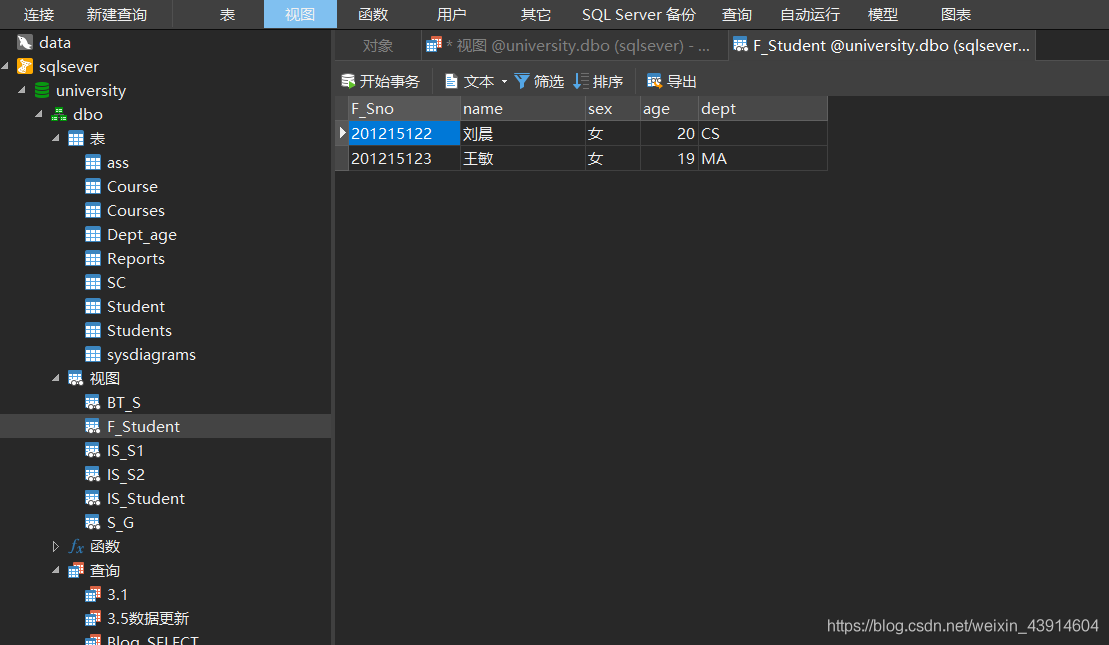 连接 新建查询 表 视图 函数 用户 其它 SQL Server 备份 查询 自动运行 模型 图表
data
sqlsever
university
dbo
表
ass
Course
Courses
Dept_age
Reports
SC
Student
Students
sysdiagrams
视图
BT_S
F_Student
IS_S1
IS_S2
IS_Student
S_G
fx 函数
查询
3.1
3.5数据更新
Blog_SELECT
对象 * 视图 @university.dbo (sqlsever) - ... F_Student @university.dbo (sqlsever...
开始事务 文本 筛选 排序 导出
F_Sno name sex age dept
201215122 刘晨 女 20 CS
201215123 王敏 女 19 MA
https://blog.csdn.net/weixin_43914604